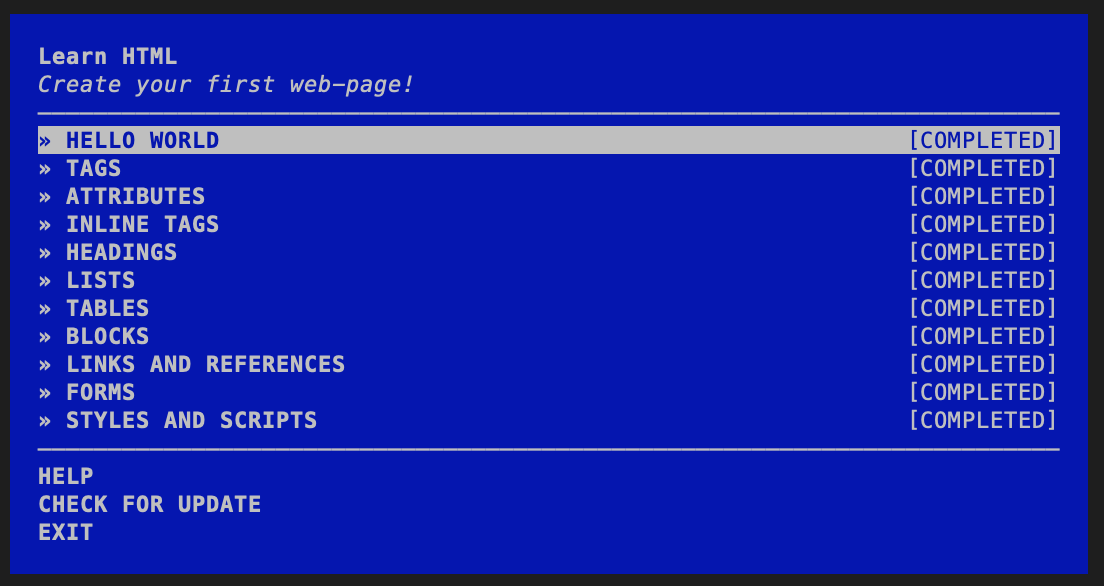 Learn HTML
Create your first web-page!
» HELLO WORLD [COMPLETED]
» TAGS [COMPLETED]
» ATTRIBUTES [COMPLETED]
» INLINE TAGS [COMPLETED]
» HEADINGS [COMPLETED]
» LISTS [COMPLETED]
» TABLES [COMPLETED]
» BLOCKS [COMPLETED]
» LINKS AND REFERENCES [COMPLETED]
» FORMS [COMPLETED]
» STYLES AND SCRIPTS [COMPLETED]
HELP
CHECK FOR UPDATE
EXIT